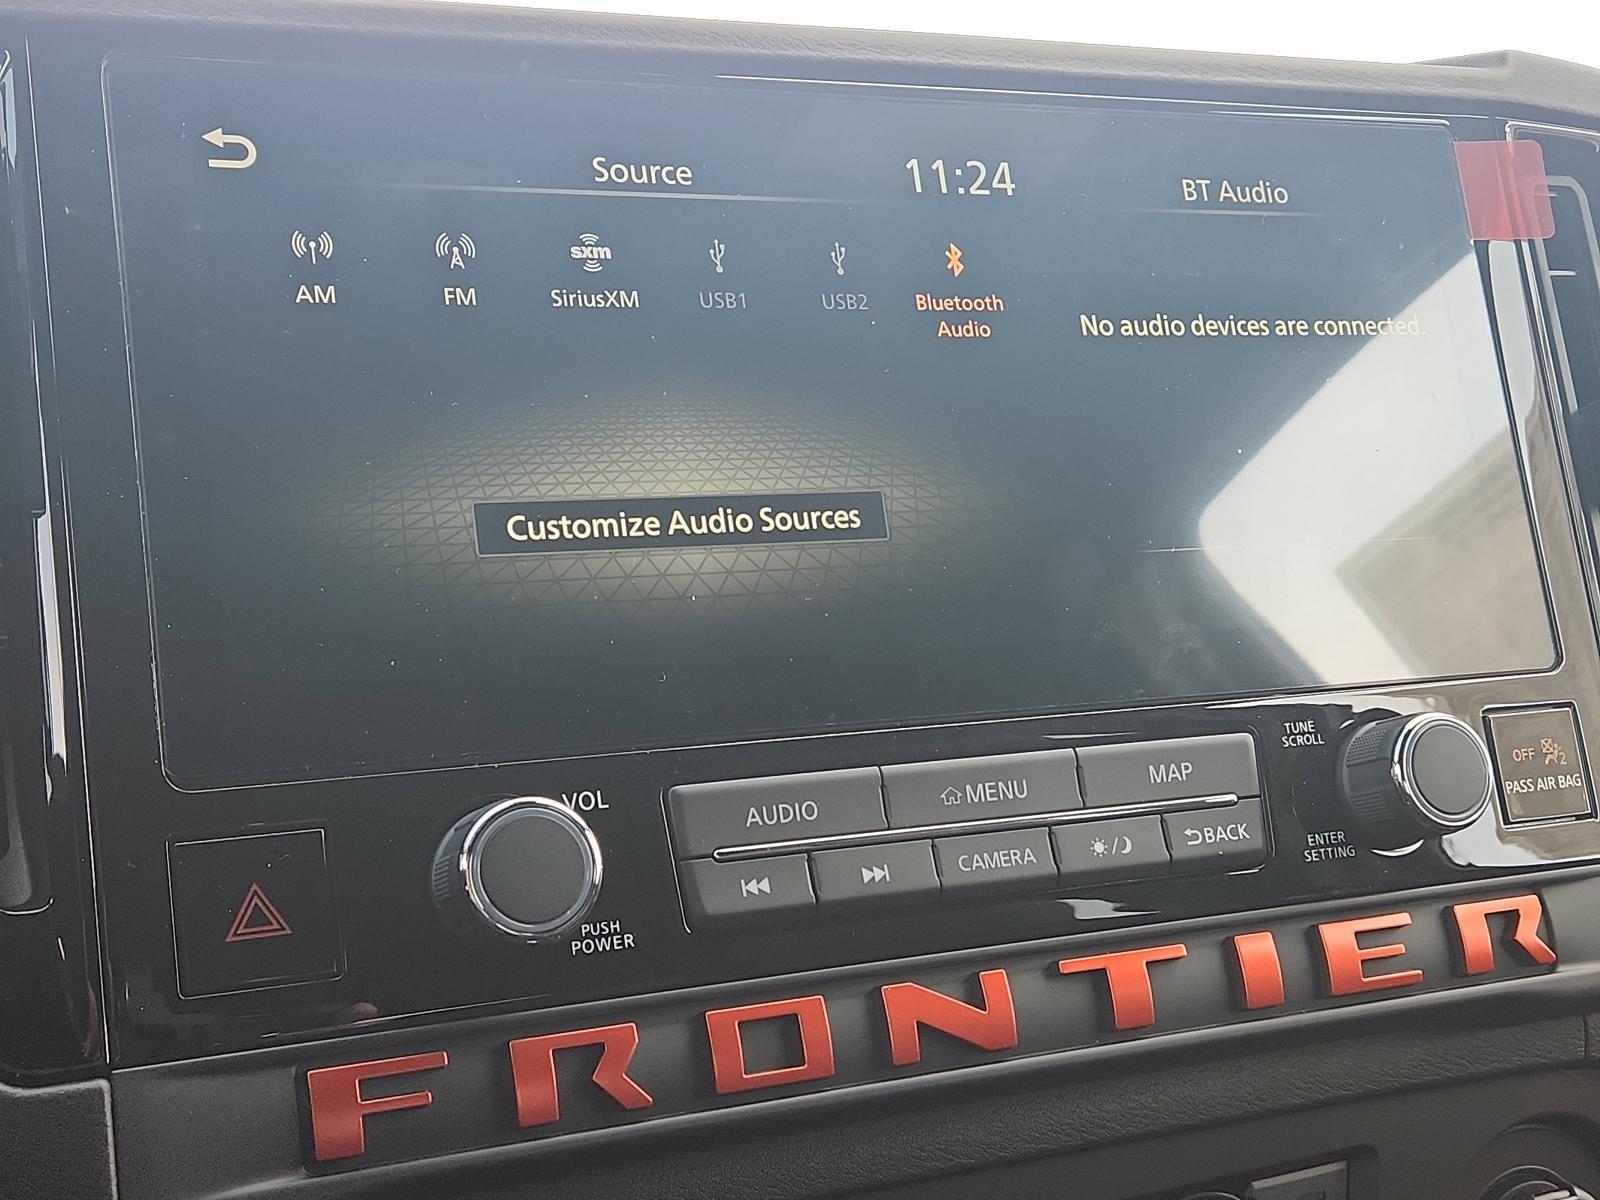 Source
11:24
BT Audio
AM
FM
sxm
SiriusXM
USB1
USB2
Bluetooth
Audio
No audio devices are connected.
Customize Audio Sources
VOL
PUSH
POWER
AUDIO
MENU
MAP
CAMERA
BACK
TUNE
SCROLL
ENTER
SETTING
OFF 2
PASS AIR BAG
FRONTIER